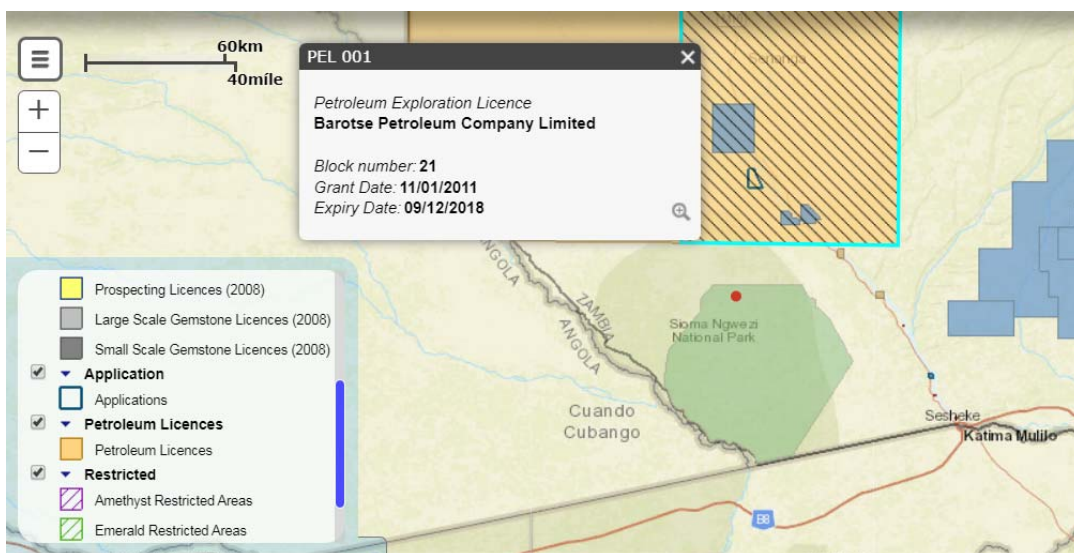 60km
40mile
+
−
PEL 001
Petroleum Exploration Licence
Barotse Petroleum Company Limited
Block number: 21
Grant Date: 11/01/2011
Expiry Date: 09/12/2018
Senanga
ANGOLA
ZAMBIA
ANGOLA
Sioma Ngwezi
National Park
Cuando
Cubango
Sesheke
Katima Mulilo
B8
Prospecting Licences (2008)
Large Scale Gemstone Licences (2008)
Small Scale Gemstone Licences (2008)
Application
Applications
Petroleum Licences
Petroleum Licences
Restricted
Amethyst Restricted Areas
Emerald Restricted Areas